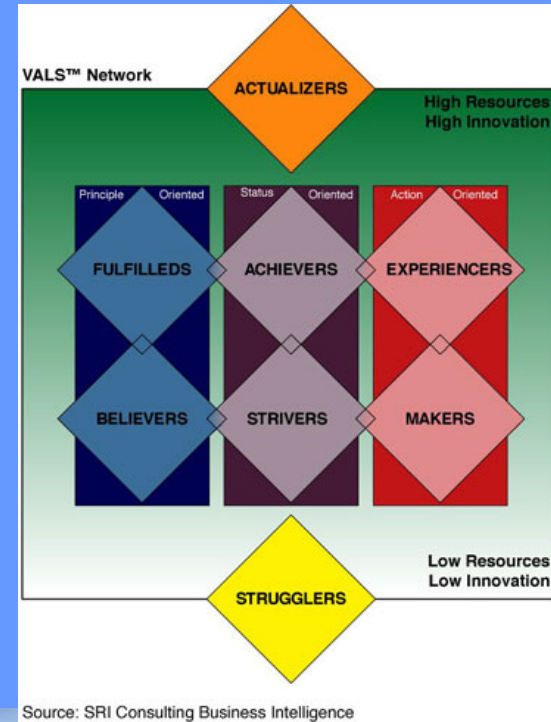 VALS™ Network
ACTUALIZERS
High Resources
High Innovation
Principle Oriented
Status Oriented
Action Oriented
FULFILLEDS
ACHIEVERS
EXPERIENCERS
BELIEVERS
STRIVERS
MAKERS
Low Resources
Low Innovation
STRUGGLERS
Source: SRI Consulting Business Intelligence